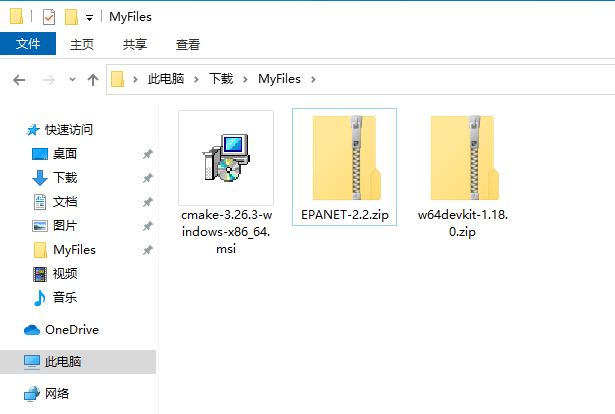 MyFiles
文件 主页 共享 查看
此电脑 下载 MyFiles
快速访问
桌面
下载
文档
图片
MyFiles
视频
音乐
OneDrive
此电脑
网络
cmake-3.26.3-w
indows-x86_64.
msi
EPANET-2.2.zip
w64devkit-1.18.
0.zip